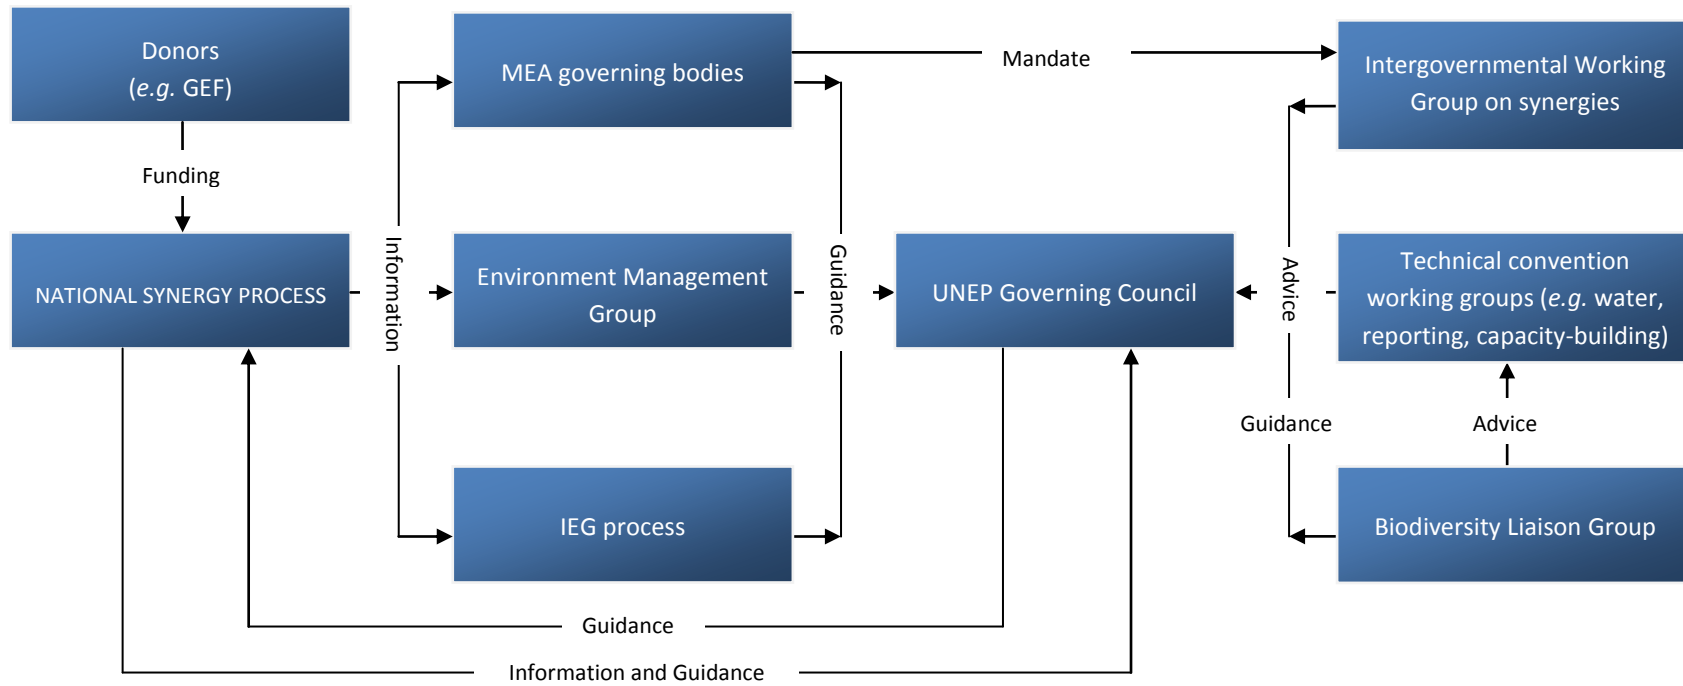 Donors
(e.g. GEF)
MEA governing bodies
Mandate
Intergovernmental Working
Group on synergies
Funding
NATIONAL SYNERGY PROCESS
Information
Environment Management
Group
Guidance
UNEP Governing Council
Advice
Technical convention
working groups (e.g. water,
reporting, capacity-building)
Guidance
Advice
IEG process
Biodiversity Liaison Group
Guidance
Information and Guidance